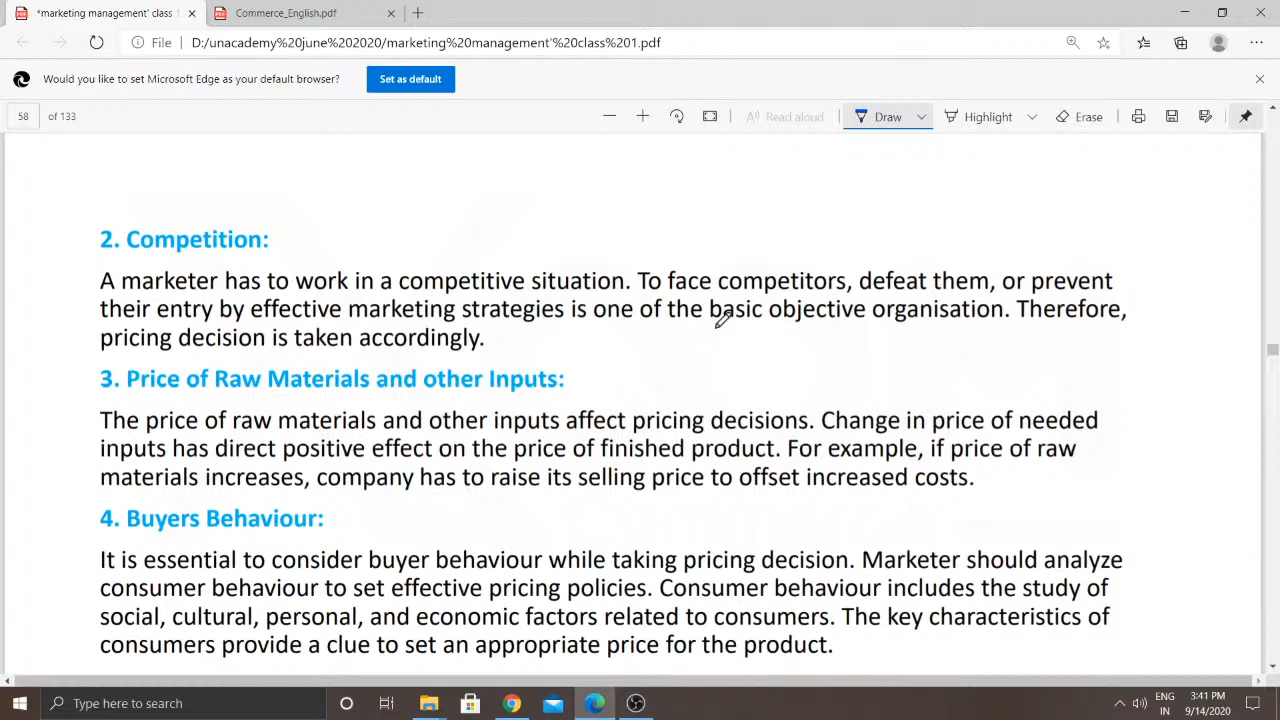 *marketing management' class 1
Commerce_English.pdf
File
D:/unacademy%20june%202020/marketing%20management'%20class%201.pdf
Would you like to set Microsoft Edge as your default browser?
Set as default
58 of 133
Read aloud
Draw
Highlight
Erase
2. Competition:
A marketer has to work in a competitive situation. To face competitors, defeat them, or prevent
their entry by effective marketing strategies is one of the basic objective organisation. Therefore,
pricing decision is taken accordingly.
3. Price of Raw Materials and other Inputs:
The price of raw materials and other inputs affect pricing decisions. Change in price of needed
inputs has direct positive effect on the price of finished product. For example, if price of raw
materials increases, company has to raise its selling price to offset increased costs.
4. Buyers Behaviour:
It is essential to consider buyer behaviour while taking pricing decision. Marketer should analyze
consumer behaviour to set effective pricing policies. Consumer behaviour includes the study of
social, cultural, personal, and economic factors related to consumers. The key characteristics of
consumers provide a clue to set an appropriate price for the product.
Type here to search
ENG
IN
3:41 PM
9/14/2020